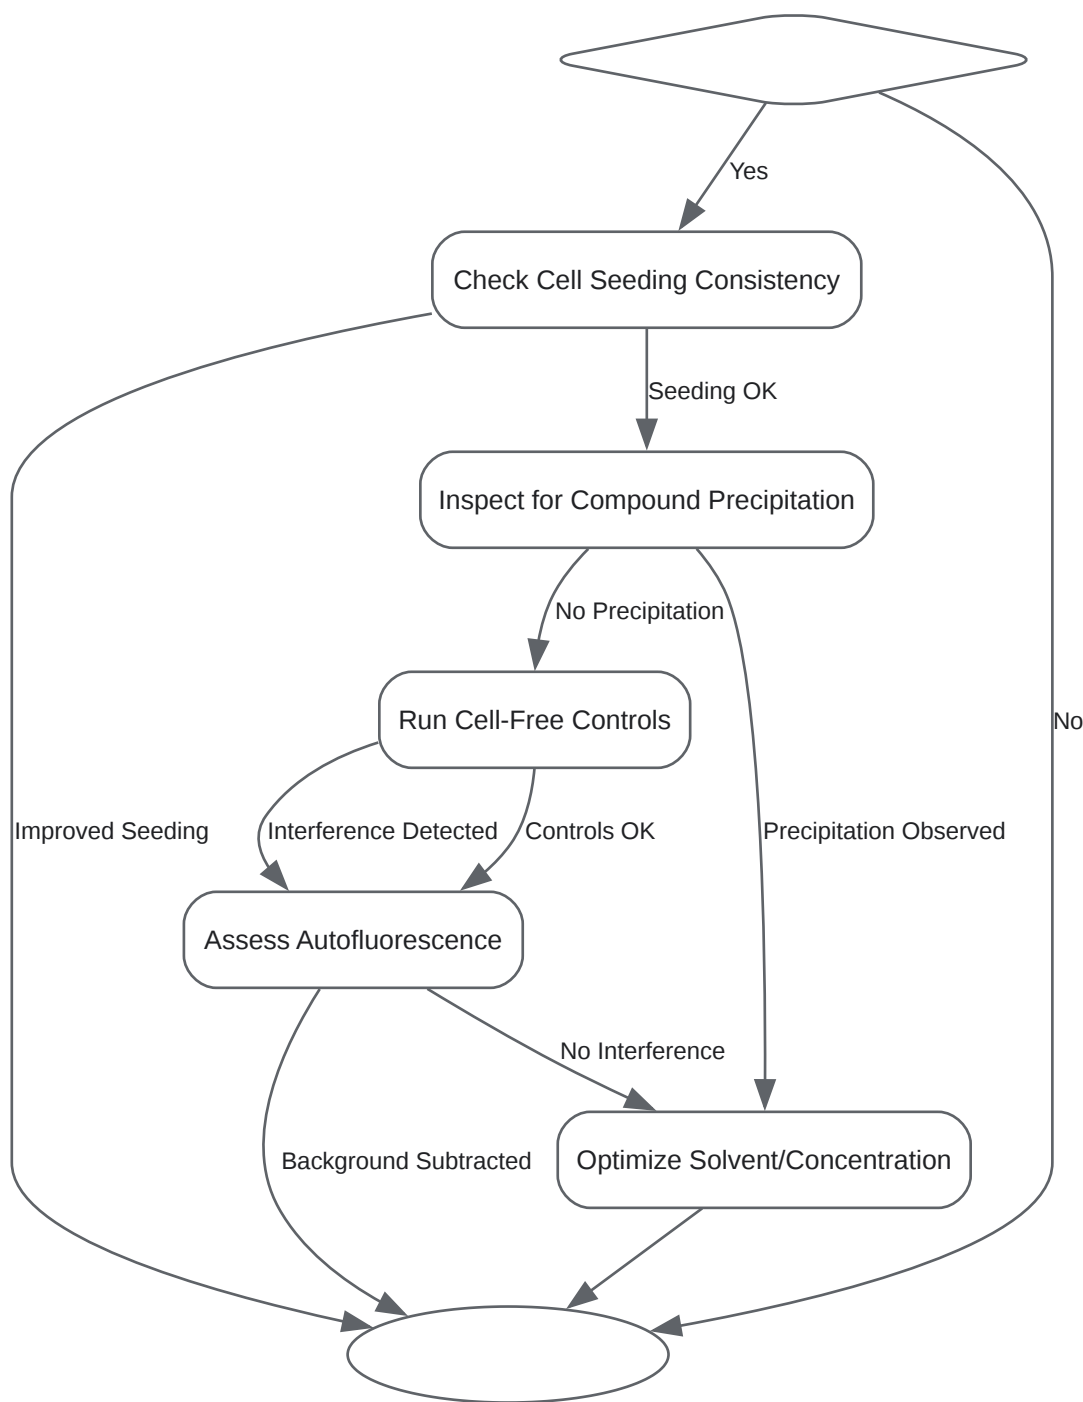 Yes
Check Cell Seeding Consistency
Seeding OK
Inspect for Compound Precipitation
No Precipitation
Run Cell-Free Controls
No
Improved Seeding
Interference Detected
Controls OK
Precipitation Observed
Assess Autofluorescence
No Interference
Background Subtracted
Optimize Solvent/Concentration